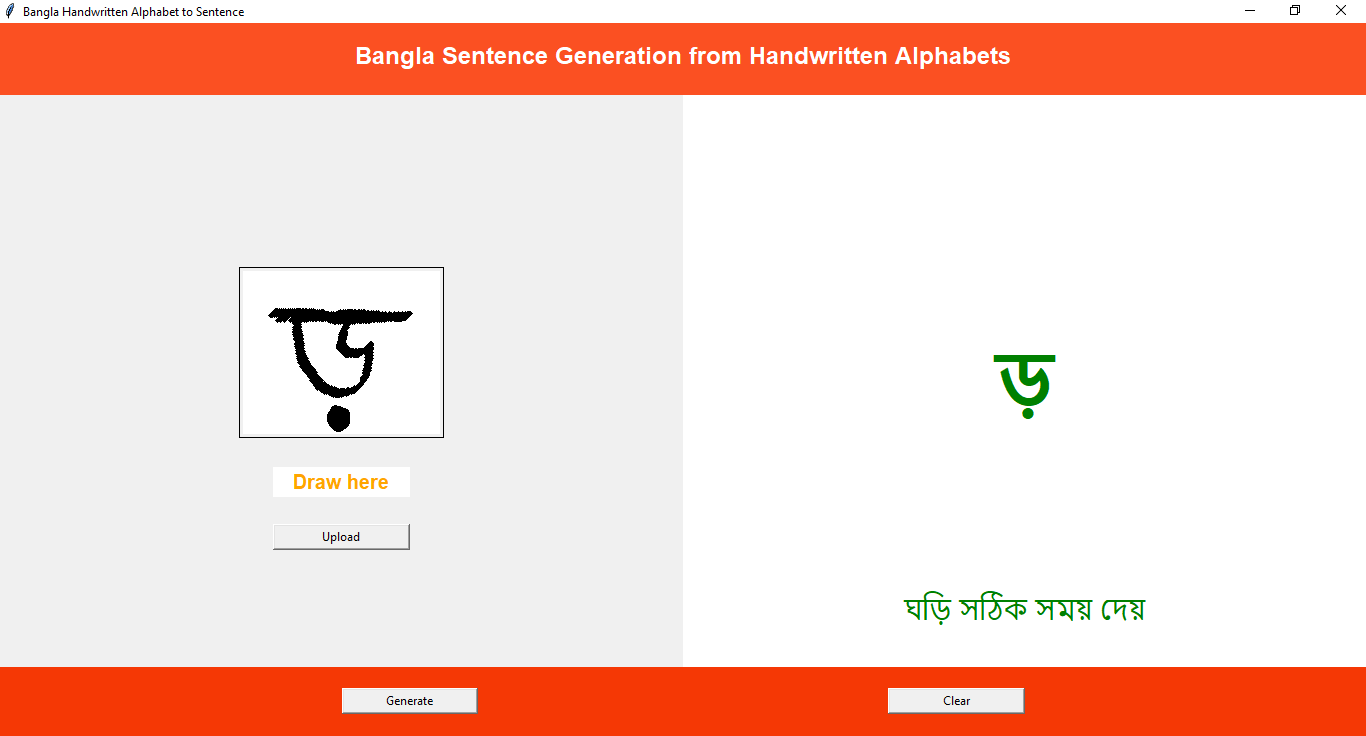 Bangla Handwritten Alphabet to Sentence
Bangla Sentence Generation from Handwritten Alphabets
ড়
ড়
Draw here
Upload
ঘড়ি সঠিক সময় দেয়
Generate
Clear